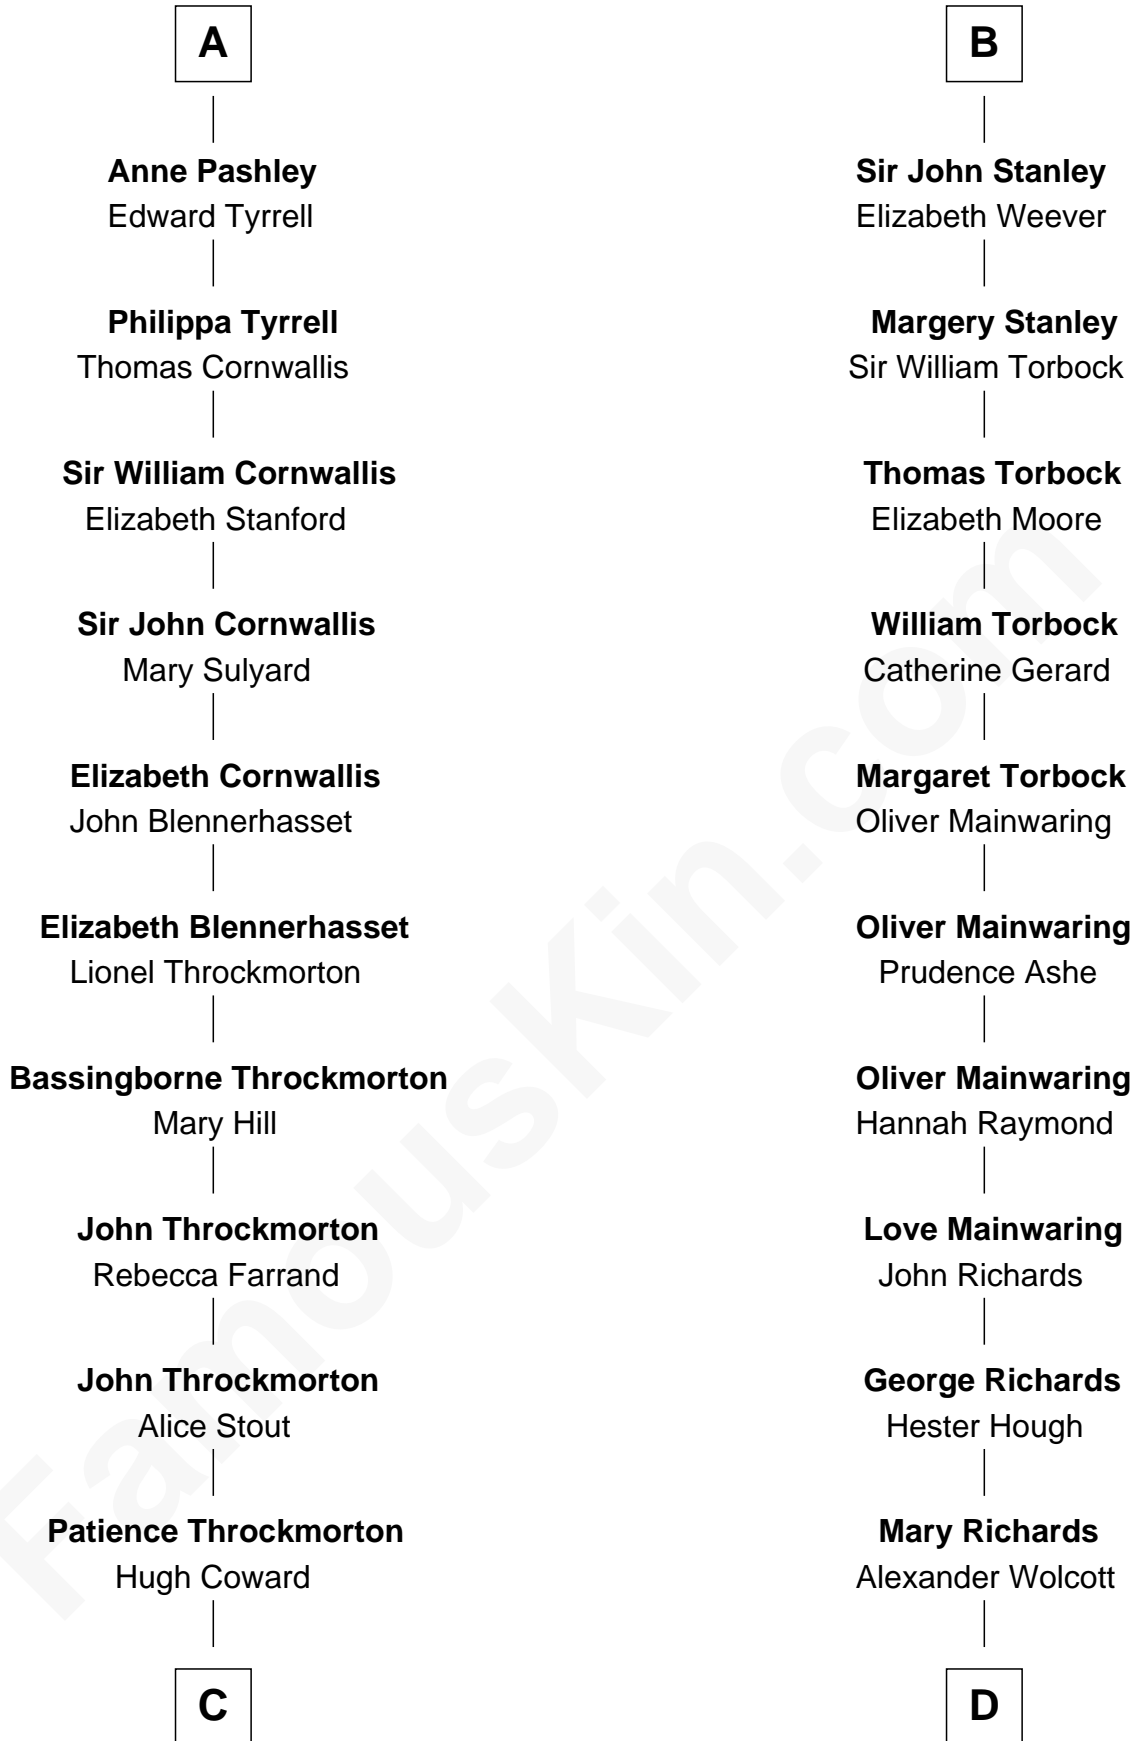 A
Anne Pashley
Edward Tyrrell
Philippa Tyrrell
Thomas Cornwallis
Sir William Cornwallis
Elizabeth Stanford
Sir John Cornwallis
Mary Sulyard
Elizabeth Cornwallis
John Blennerhasset
Elizabeth Blennerhasset
Lionel Throckmorton
Bassingborne Throckmorton
Mary Hill
John Throckmorton
Rebecca Farrand
John Throckmorton
Alice Stout
Patience Throckmorton
Hugh Coward
C
B
Sir John Stanley
Elizabeth Weever
Margery Stanley
Sir William Torbock
Thomas Torbock
Elizabeth Moore
William Torbock
Catherine Gerard
Margaret Torbock
Oliver Mainwaring
Oliver Mainwaring
Prudence Ashe
Oliver Mainwaring
Hannah Raymond
Love Mainwaring
John Richards
George Richards
Hester Hough
Mary Richards
Alexander Wolcott
D
FamousKin.com